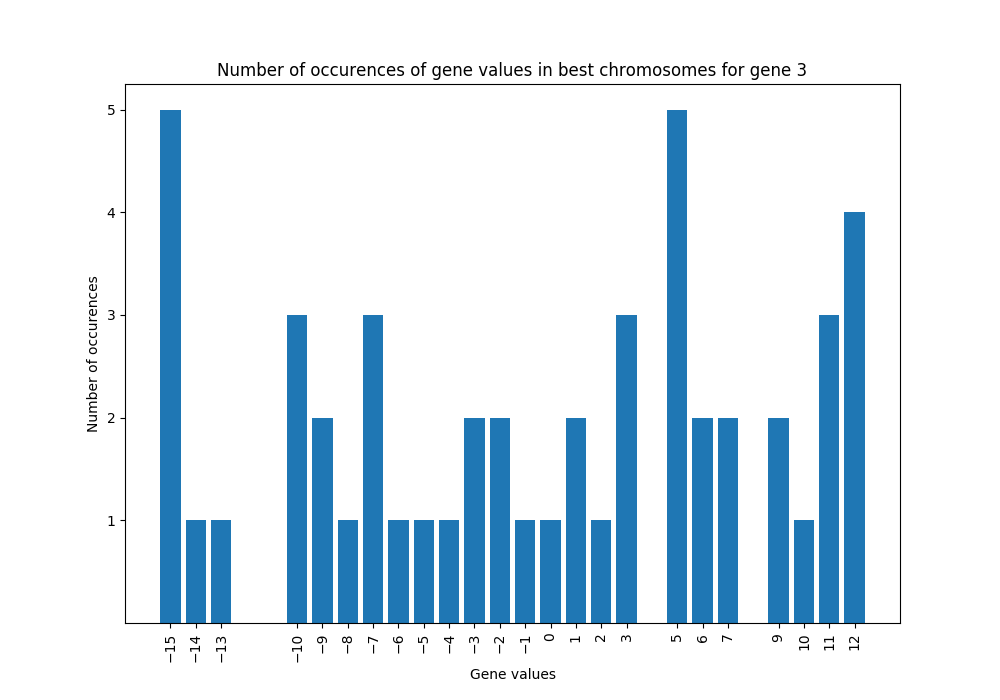 Number of occurences of gene values in best chromosomes for gene 3
5
4
3
2
1
Number of occurences
−15 −14 −13 −10 −9 −8 −7 −6 −5 −4 −3 −2 −1 0 1 2 3 5 6 7 9 10 11 12
Gene values